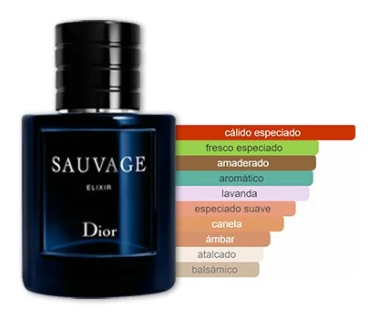 SAUVAGE
ELIXIR
Dior
cálido especiado
fresco especiado
amaderado
aromático
lavanda
especiado suave
canela
ámbar
atalcado
balsámico